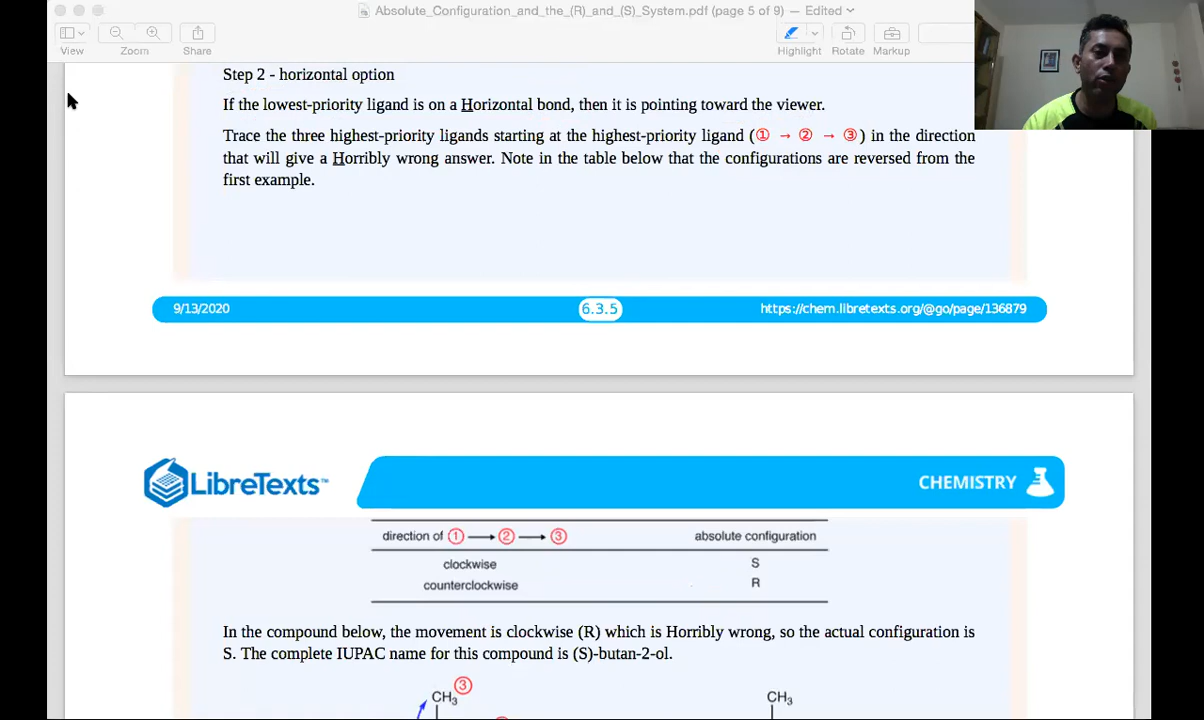 Absolute_Configuration_and_the_(R)_and_(S)_System.pdf (page 5 of 9) — Edited
View Zoom Share Highlight Rotate Markup
Step 2 - horizontal option
If the lowest-priority ligand is on a Horizontal bond, then it is pointing toward the viewer.
Trace the three highest-priority ligands starting at the highest-priority ligand (① → ② → ③) in the direction
that will give a Horribly wrong answer. Note in the table below that the configurations are reversed from the
first example.
9/13/2020 6.3.5 https://chem.libretexts.org/@go/page/136879
LibreTexts™ CHEMISTRY
direction of ① → ② → ③ absolute configuration
clockwise S
counterclockwise R
In the compound below, the movement is clockwise (R) which is Horribly wrong, so the actual configuration is
S. The complete IUPAC name for this compound is (S)-butan-2-ol.
CH₃ ③ CH₃